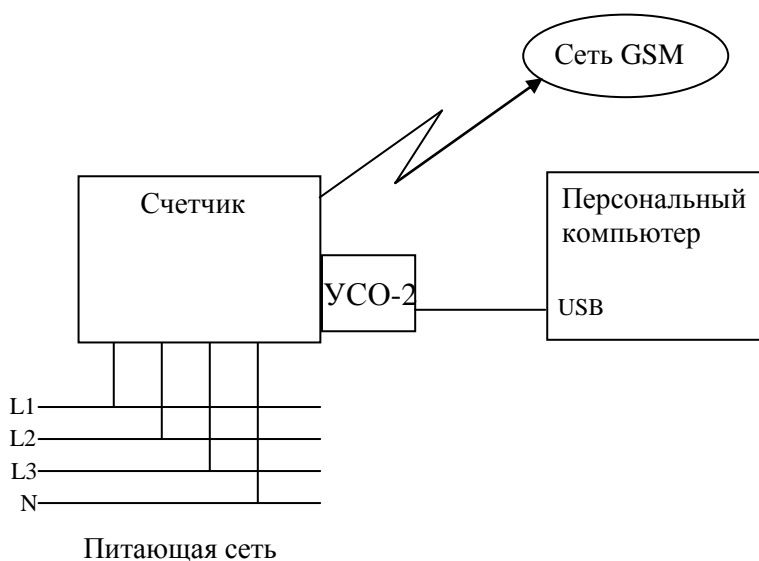 Сеть GSM
Счетчик
Персональный
компьютер
УСО-2
USB
L1
L2
L3
N
Питающая сеть